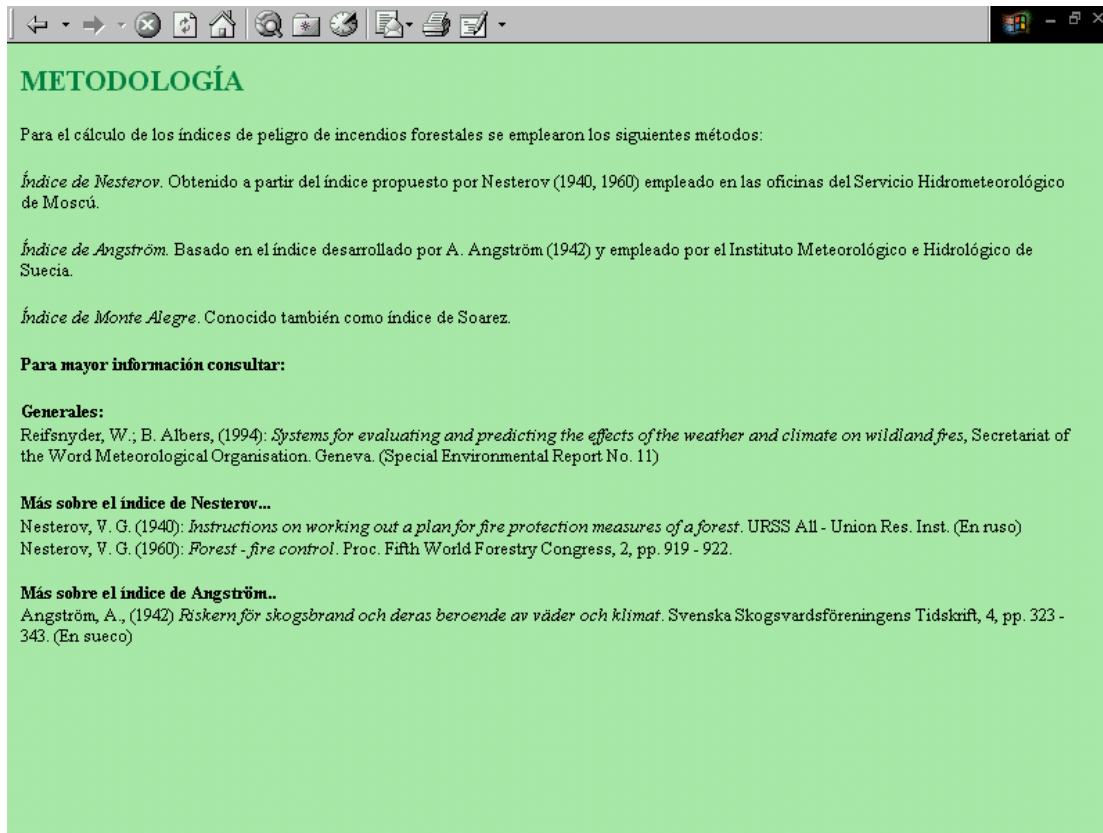 METODOLOGÍA
Para el cálculo de los índices de peligro de incendios forestales se emplearon los siguientes métodos:
Índice de Nesterov. Obtenido a partir del índice propuesto por Nesterov (1940, 1960) empleado en las oficinas del Servicio Hidrometeorológico
de Moscú.
Índice de Angström. Basado en el índice desarrollado por A. Angström (1942) y empleado por el Instituto Meteorológico e Hidrológico de
Suecia.
Índice de Monte Alegre. Conocido también como índice de Soarez.
Para mayor información consultar:
Generales:
Reifsnyder, W.; B. Albers, (1994): Systems for evaluating and predicting the effects of the weather and climate on wildland fres, Secretariat of
the Word Meteorological Organisation. Geneva. (Special Environmental Report No. 11)
Más sobre el índice de Nesterov...
Nesterov, V. G. (1940): Instructions on working out a plan for fire protection measures of a forest. URSS All - Union Res. Inst. (En ruso)
Nesterov, V. G. (1960): Forest - fire control. Proc. Fifth World Forestry Congress, 2, pp. 919 - 922.
Más sobre el índice de Angström..
Angström, A., (1942) Riskern för skogsbrand och deras beroende av väder och klimat. Svenska Skogsvardsföreningens Tidskrift, 4, pp. 323 -
343. (En sueco)